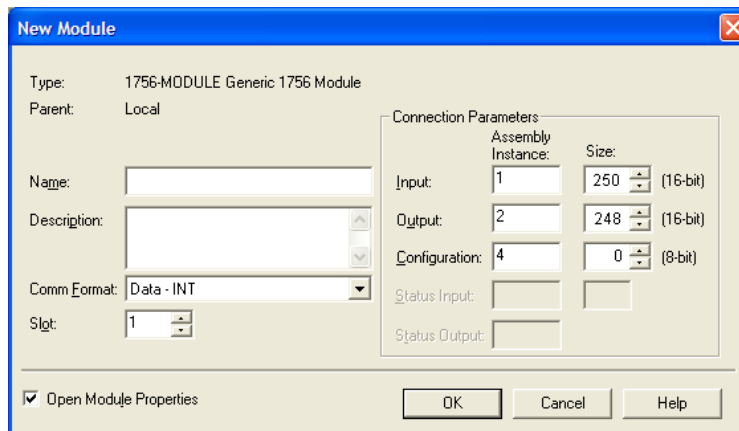 New Module
Type: 1756-MODULE Generic 1756 Module
Parent: Local
Connection Parameters
Assembly Instance: Size:
Name:
Input: 1 250 (16-bit)
Description:
Output: 2 248 (16-bit)
Configuration: 4 0 (8-bit)
Comm Format: Data - INT
Status Input:
Slot: 1
Status Output:
Open Module Properties
OK Cancel Help